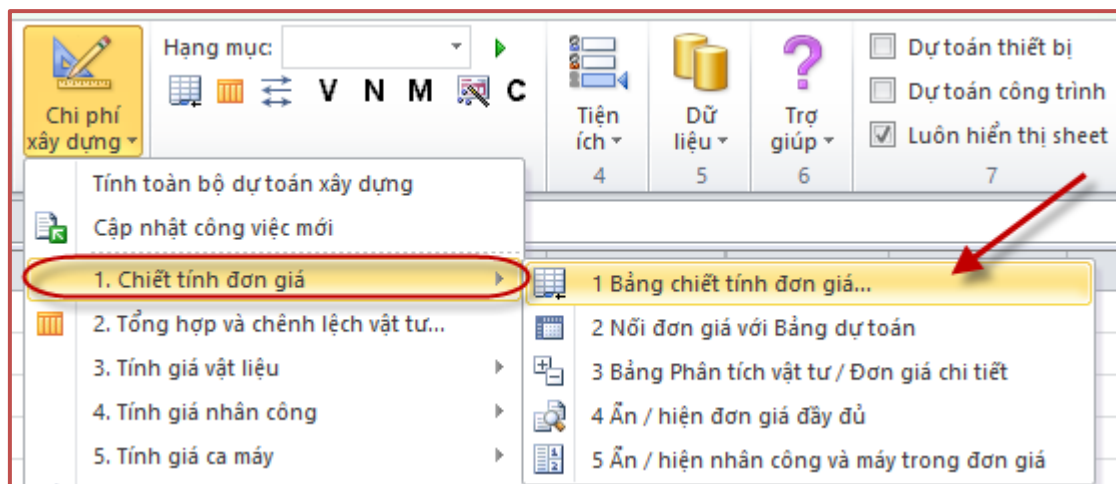 Hạng mục:
V N M C
Chi phí
xây dựng
Tiện
ích
Dữ
liệu
Trợ
giúp
Dự toán thiết bị
Dự toán công trình
Luôn hiển thị sheet
4
5
6
7
Tính toàn bộ dự toán xây dựng
Cập nhật công việc mới
1. Chiết tính đơn giá
2. Tổng hợp và chênh lệch vật tư...
3. Tính giá vật liệu
4. Tính giá nhân công
5. Tính giá ca máy
1 Bảng chiết tính đơn giá...
2 Nối đơn giá với Bảng dự toán
3 Bảng Phân tích vật tư / Đơn giá chi tiết
4 Ẩn / hiện đơn giá đầy đủ
5 Ẩn / hiện nhân công và máy trong đơn giá